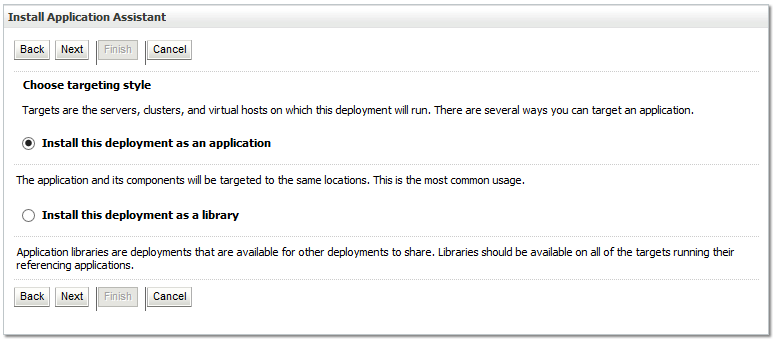 Install Application Assistant
Back Next Finish Cancel
Choose targeting style
Targets are the servers, clusters, and virtual hosts on which this deployment will run. There are several ways you can target an application.
Install this deployment as an application
The application and its components will be targeted to the same locations. This is the most common usage.
Install this deployment as a library
Application libraries are deployments that are available for other deployments to share. Libraries should be available on all of the targets running their
referencing applications.
Back Next Finish Cancel